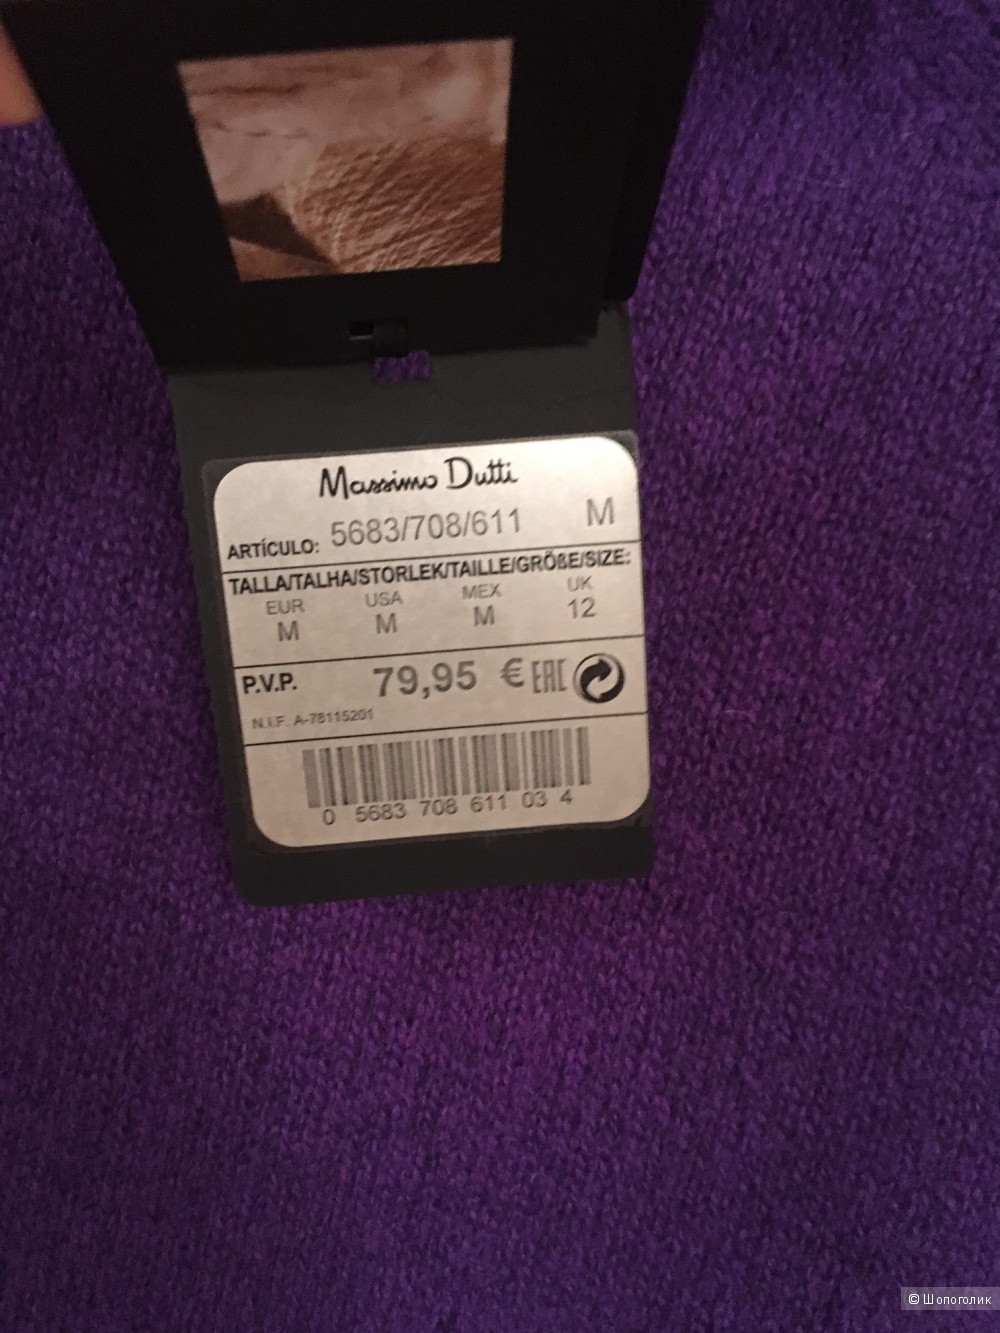 Massimo Dutti
ARTÍCULO: 5683/708/611 M
TALLA/TALHA/STORLEK/TAILLE/GRÖßE/SIZE:
EUR USA MEX UK
M M M 12
P.V.P. 79,95 € EAC
N.I.F. A-78115201
0 5683 708 611 03 4
© Шопоголик